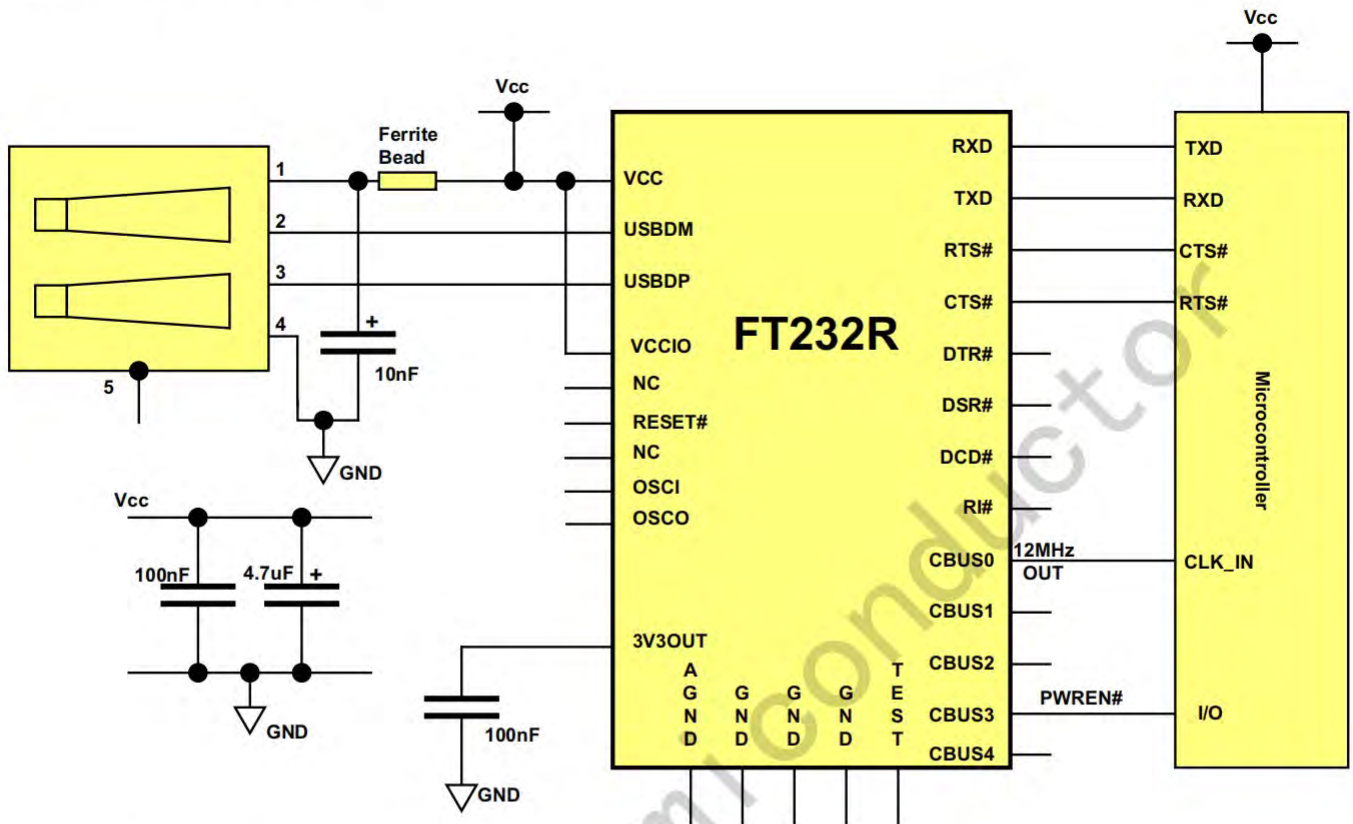 Vcc
Vcc
Ferrite
Bead
1
2
3
4
5
+
10nF
GND
Vcc
100nF
4.7uF
+
GND
100nF
GND
VCC
USBDM
USBDP
VCCIO
NC
RESET#
NC
OSCI
OSCO
3V3OUT
FT232R
AGND
GND
GND
GND
TEST
RXD
TXD
RTS#
CTS#
DTR#
DSR#
DCD#
RI#
CBUS0
CBUS1
CBUS2
CBUS3
CBUS4
12MHz
OUT
PWREN#
TXD
RXD
CTS#
RTS#
Microcontroller
CLK_IN
I/O
miconductor